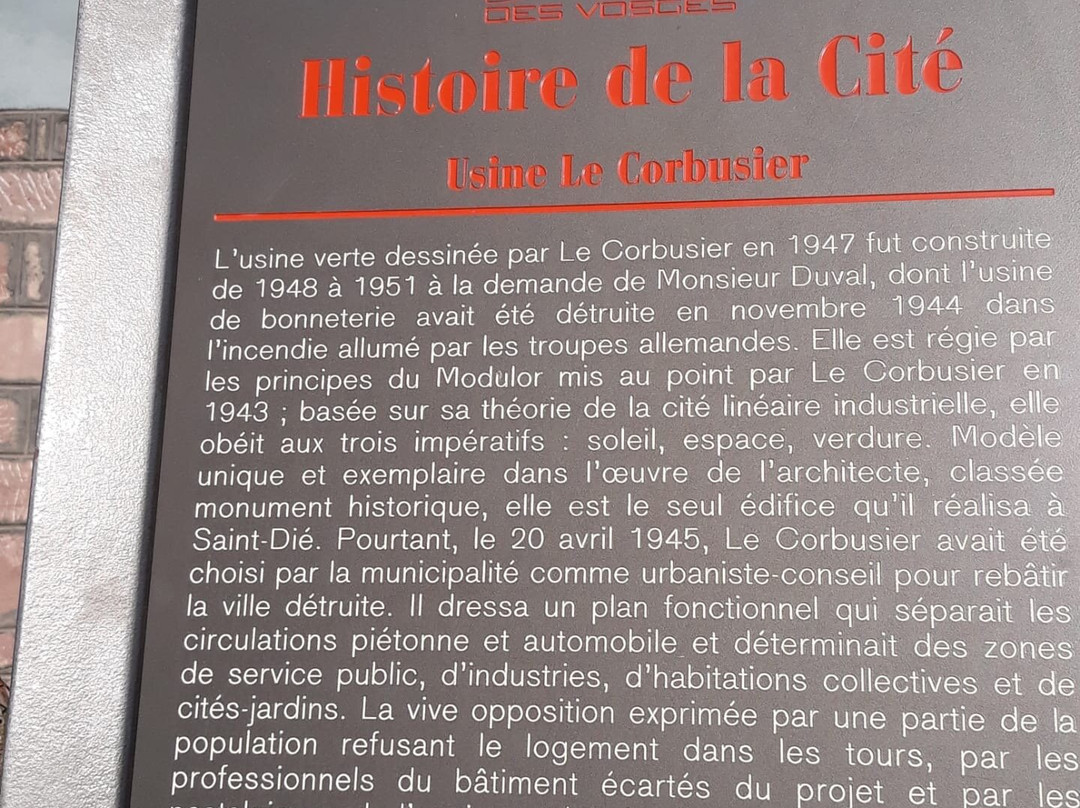 DES VOSGES
Histoire de la Cité
Usine Le Corbusier
L'usine verte dessinée par Le Corbusier en 1947 fut construite
de 1948 à 1951 à la demande de Monsieur Duval, dont l'usine
de bonneterie avait été détruite en novembre 1944 dans
l'incendie allumé par les troupes allemandes. Elle est régie par
les principes du Modulor mis au point par Le Corbusier en
1943 ; basée sur sa théorie de la cité linéaire industrielle, elle
obéit aux trois impératifs : soleil, espace, verdure. Modèle
unique et exemplaire dans l'œuvre de l'architecte, classée
monument historique, elle est le seul édifice qu'il réalisa à
Saint-Dié. Pourtant, le 20 avril 1945, Le Corbusier avait été
choisi par la municipalité comme urbaniste-conseil pour rebâtir
la ville détruite. Il dressa un plan fonctionnel qui séparait les
circulations piétonne et automobile et déterminait des zones
de service public, d'industries, d'habitations collectives et de
cités-jardins. La vive opposition exprimée par une partie de la
population refusant le logement dans les tours, par les
professionnels du bâtiment écartés du projet et par les